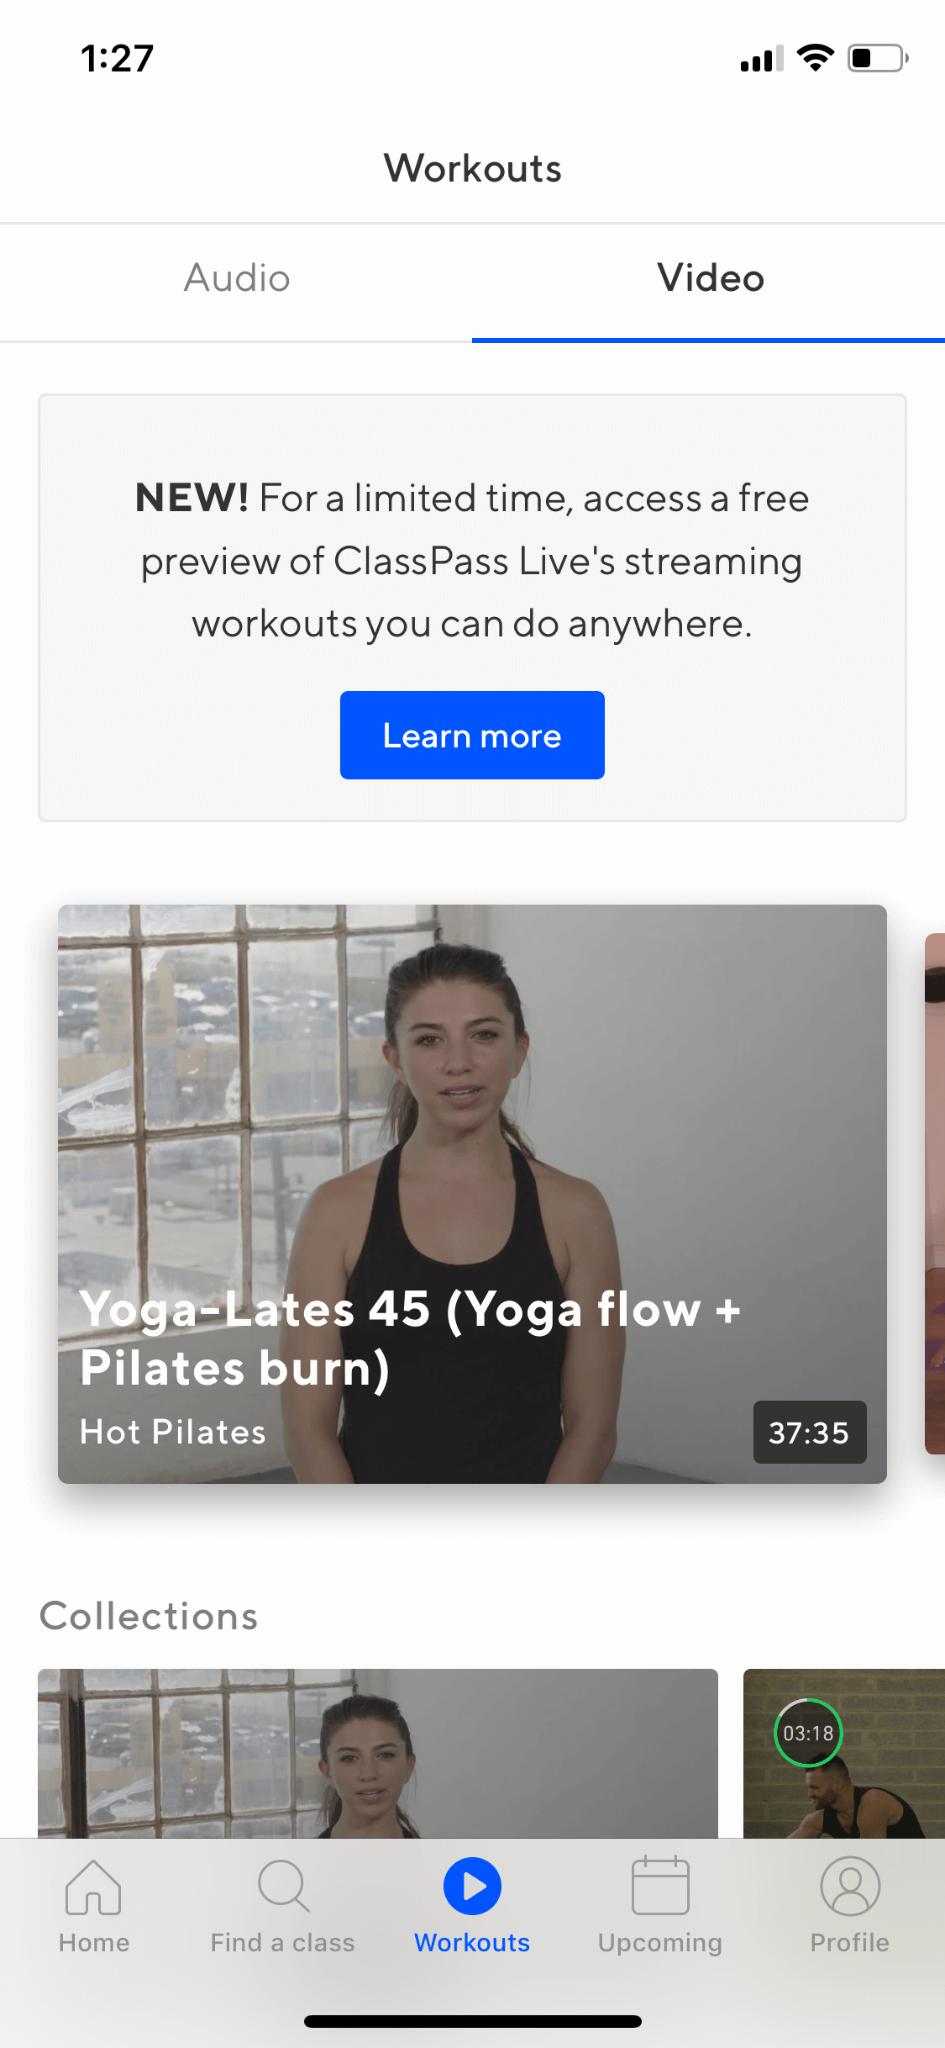 1:27
Workouts
Audio
Video
NEW! For a limited time, access a free
preview of ClassPass Live's streaming
workouts you can do anywhere.
Learn more
Yoga-Lates 45 (Yoga flow +
Pilates burn)
Hot Pilates
37:35
Collections
03:18
Home
Find a class
Workouts
Upcoming
Profile